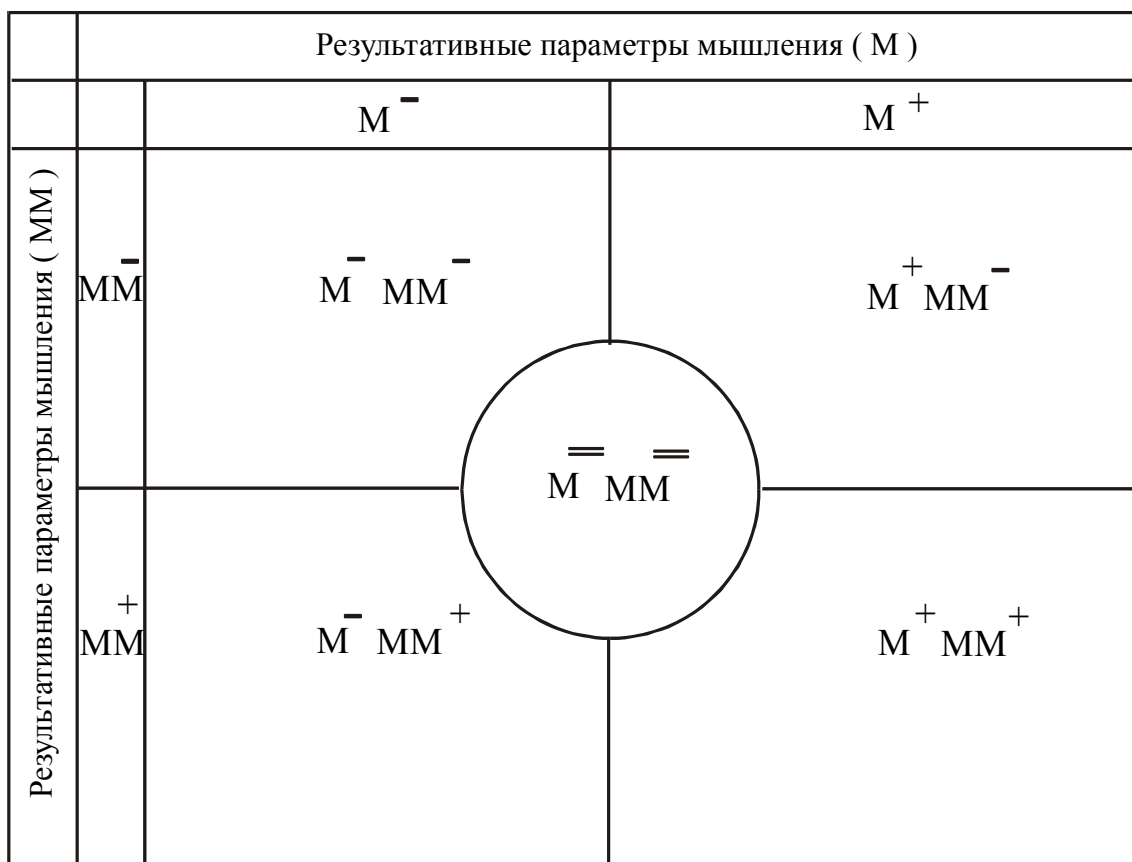 Результативные параметры мышления ( М )
М⁻ М⁺
Результативные параметры мышления ( ММ )
ММ⁻ М⁻ ММ⁻ М⁺ММ⁻
М⁼ ММ⁼
ММ⁺ М⁻ ММ⁺ М⁺ММ⁺